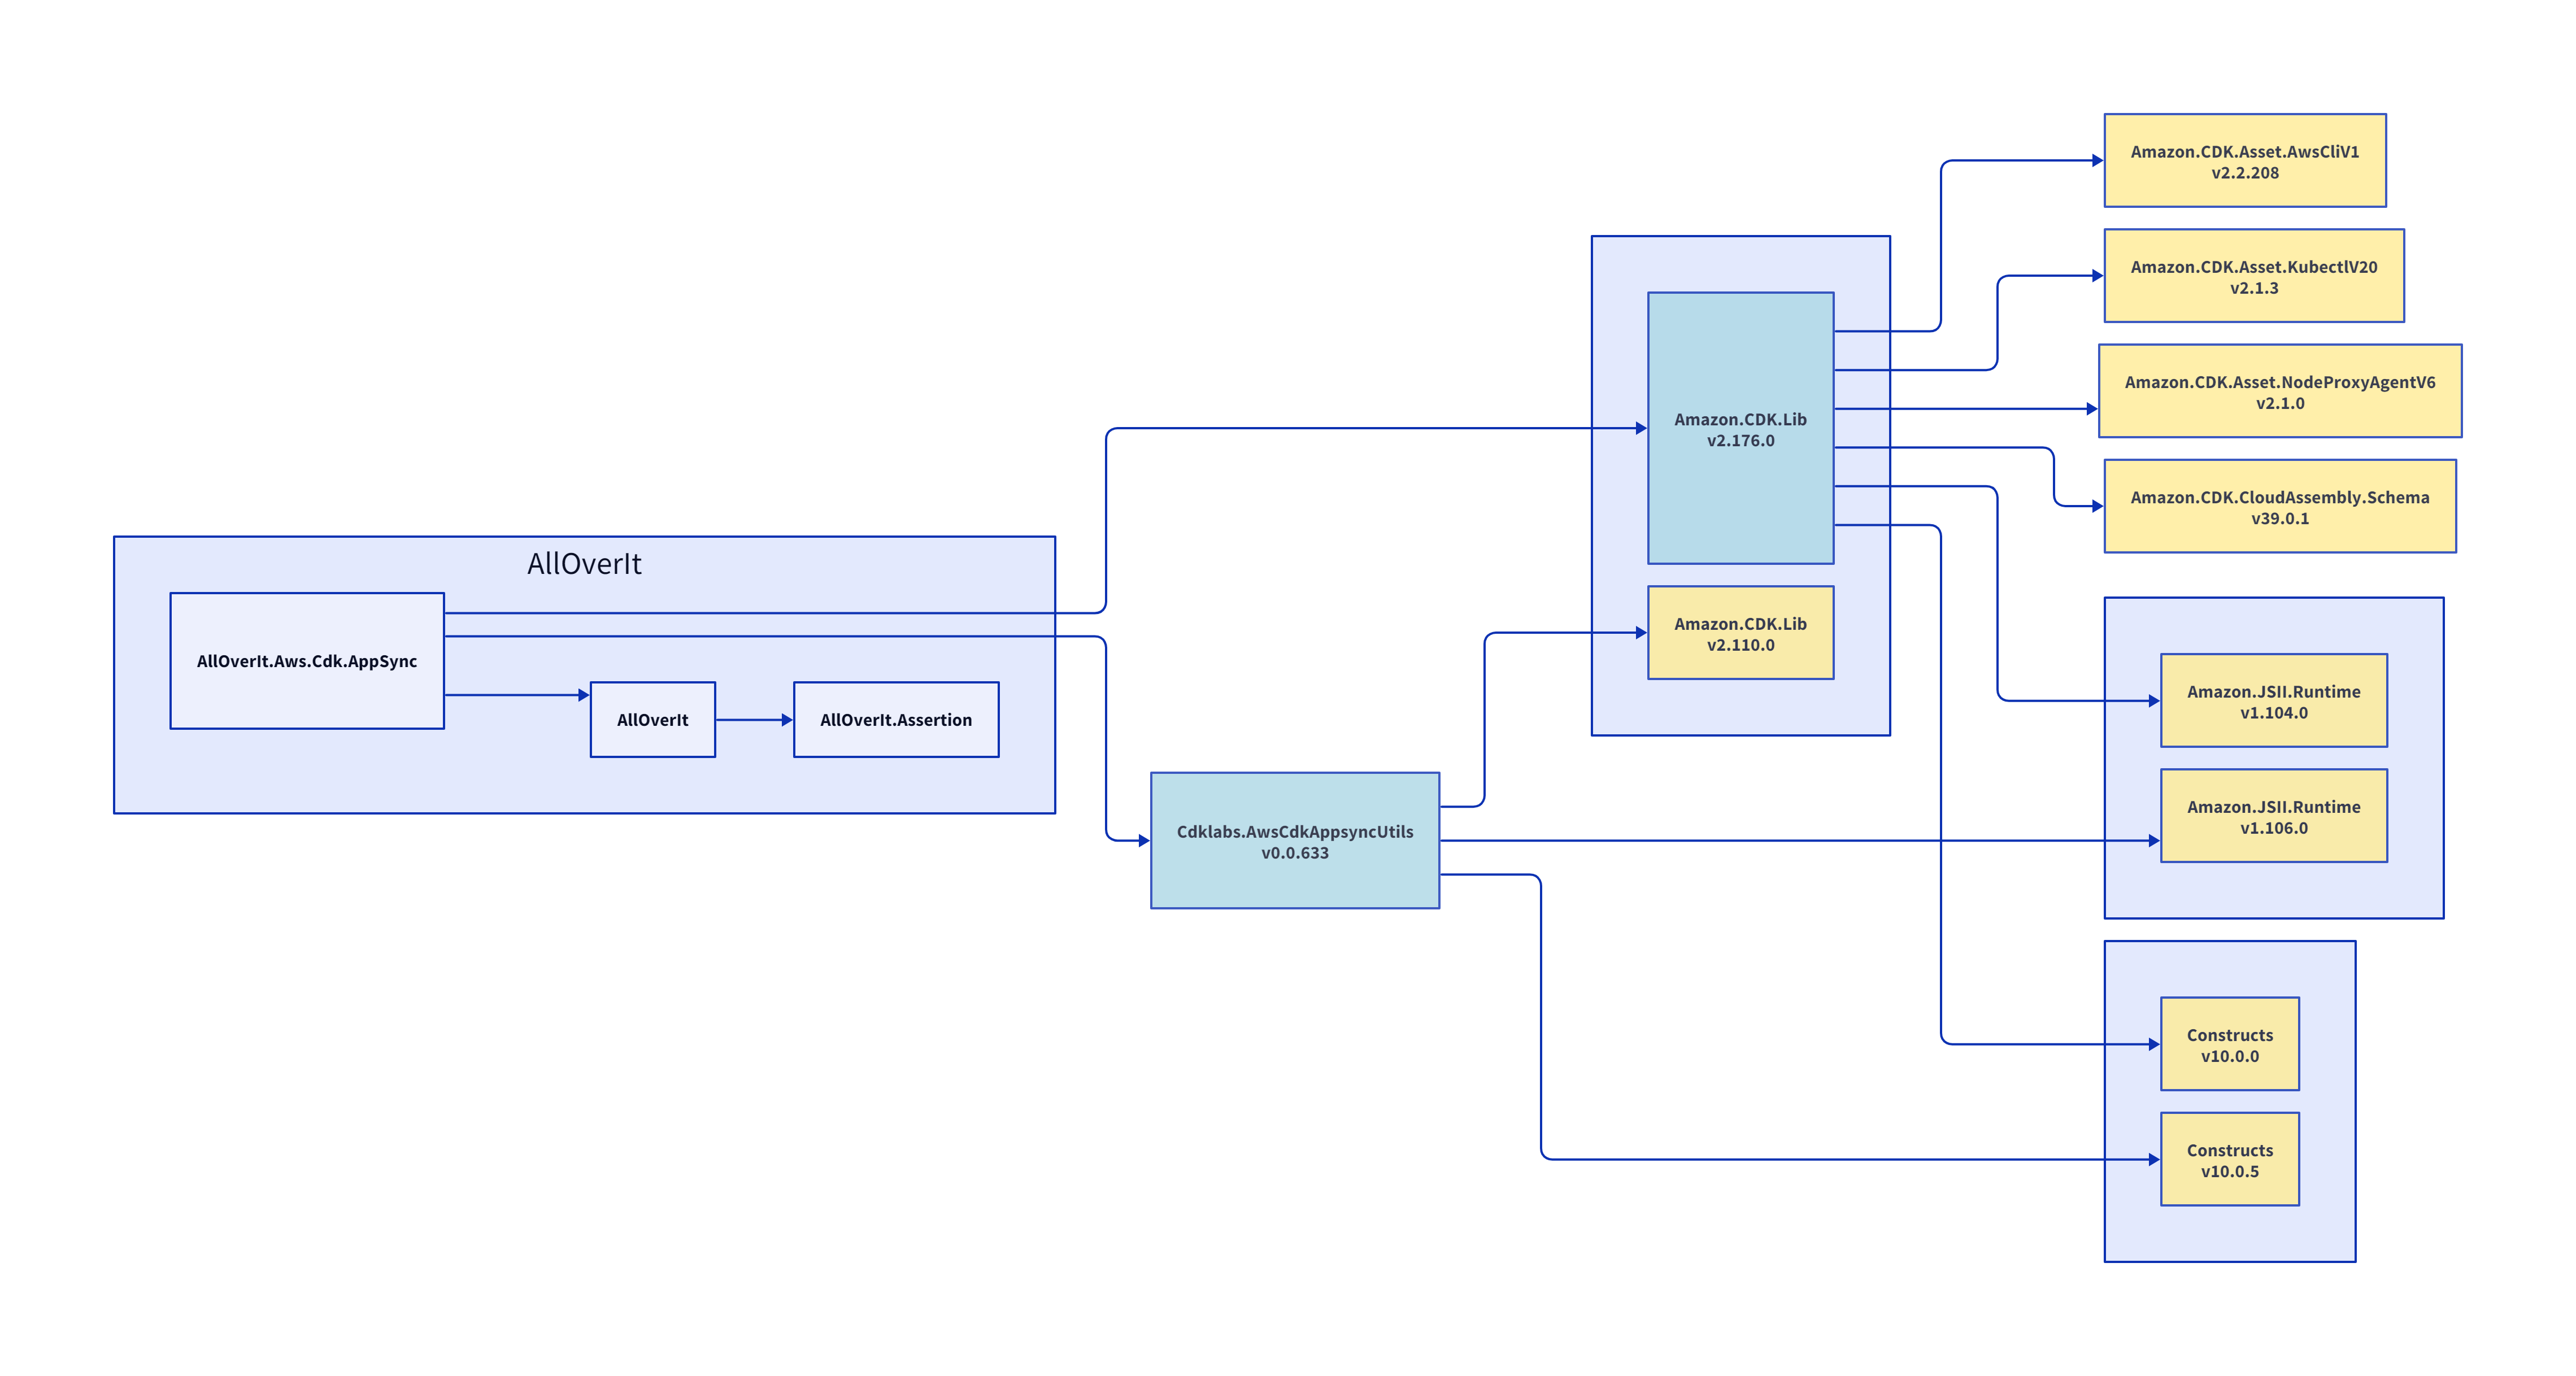 AllOverIt
AllOverIt.Aws.Cdk.AppSync
AllOverIt
AllOverIt.Assertion
Cdklabs.AwsCdkAppsyncUtils
v0.0.633
Amazon.CDK.Lib
v2.176.0
Amazon.CDK.Lib
v2.110.0
Amazon.CDK.Asset.AwsCliV1
v2.2.208
Amazon.CDK.Asset.KubectlV20
v2.1.3
Amazon.CDK.Asset.NodeProxyAgentV6
v2.1.0
Amazon.CDK.CloudAssembly.Schema
v39.0.1
Amazon.JSII.Runtime
v1.104.0
Amazon.JSII.Runtime
v1.106.0
Constructs
v10.0.0
Constructs
v10.0.5